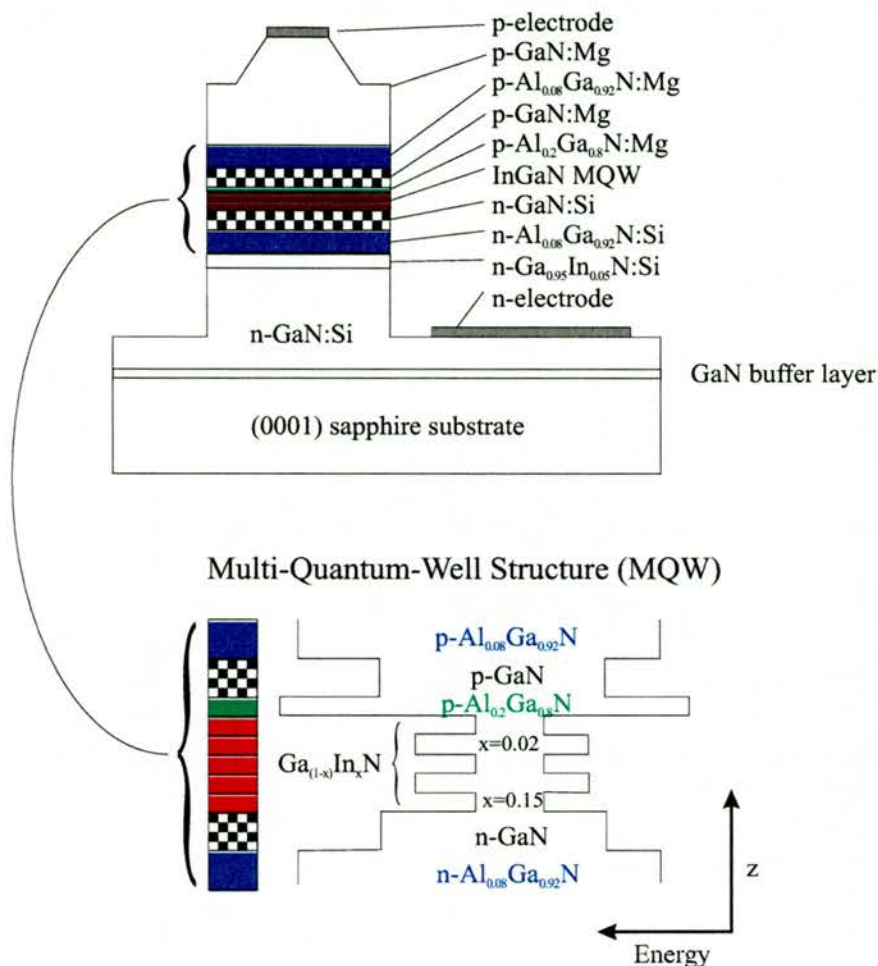 p-electrode
p-GaN:Mg
p-Al0.08Ga0.92N:Mg
p-GaN:Mg
p-Al0.2Ga0.8N:Mg
InGaN MQW
n-GaN:Si
n-Al0.08Ga0.92N:Si
n-Ga0.95In0.05N:Si
n-electrode
n-GaN:Si
GaN buffer layer
(0001) sapphire substrate
Multi-Quantum-Well Structure (MQW)
p-Al0.08Ga0.92N
p-GaN
p-Al0.2Ga0.8N
x=0.02
Ga(1-x)InxN
x=0.15
n-GaN
n-Al0.08Ga0.92N
z
Energy